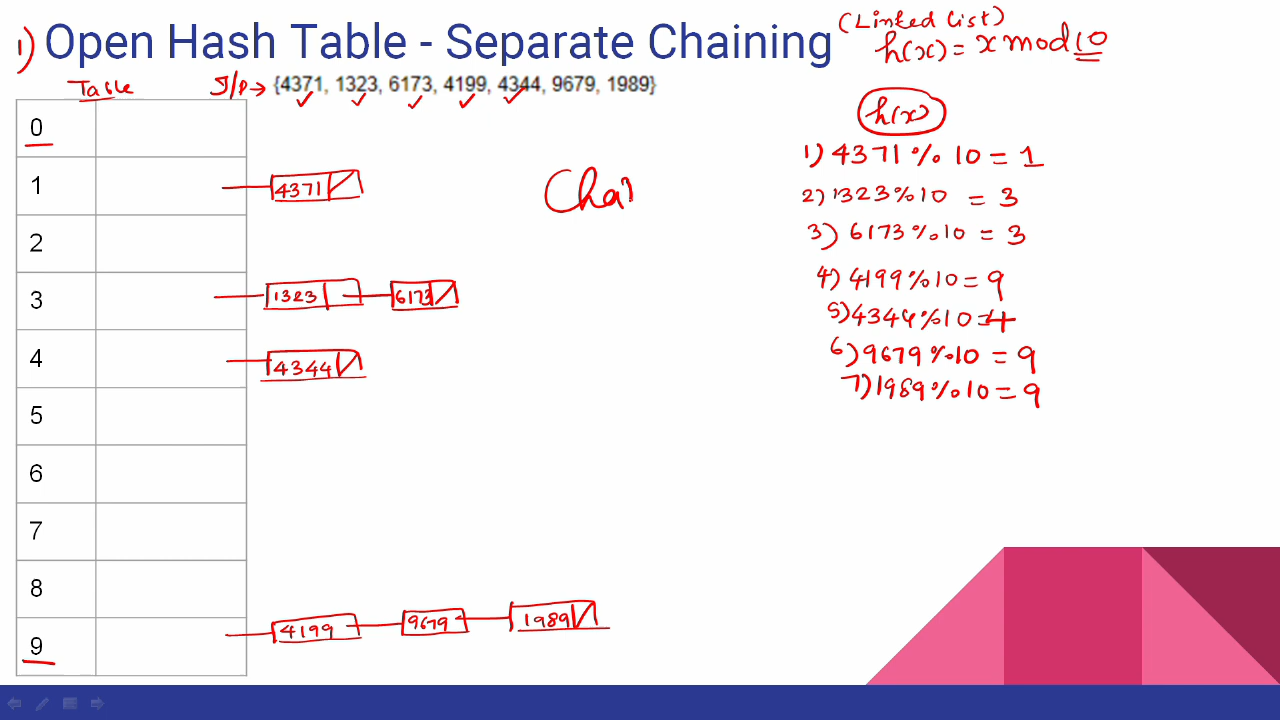 1) Open Hash Table - Separate Chaining (Linked List)
h(x) = x mod 10
Table I/P → {4371, 1323, 6173, 4199, 4344, 9679, 1989}
h(x)
0
1 4371
2
3 1323 6173
4 4344
5
6
7
8
9 4199 9679 1989
Chai
1) 4371 % 10 = 1
2) 1323 % 10 = 3
3) 6173 % 10 = 3
4) 4199 % 10 = 9
5) 4344 % 10 = 4
6) 9679 % 10 = 9
7) 1989 % 10 = 9